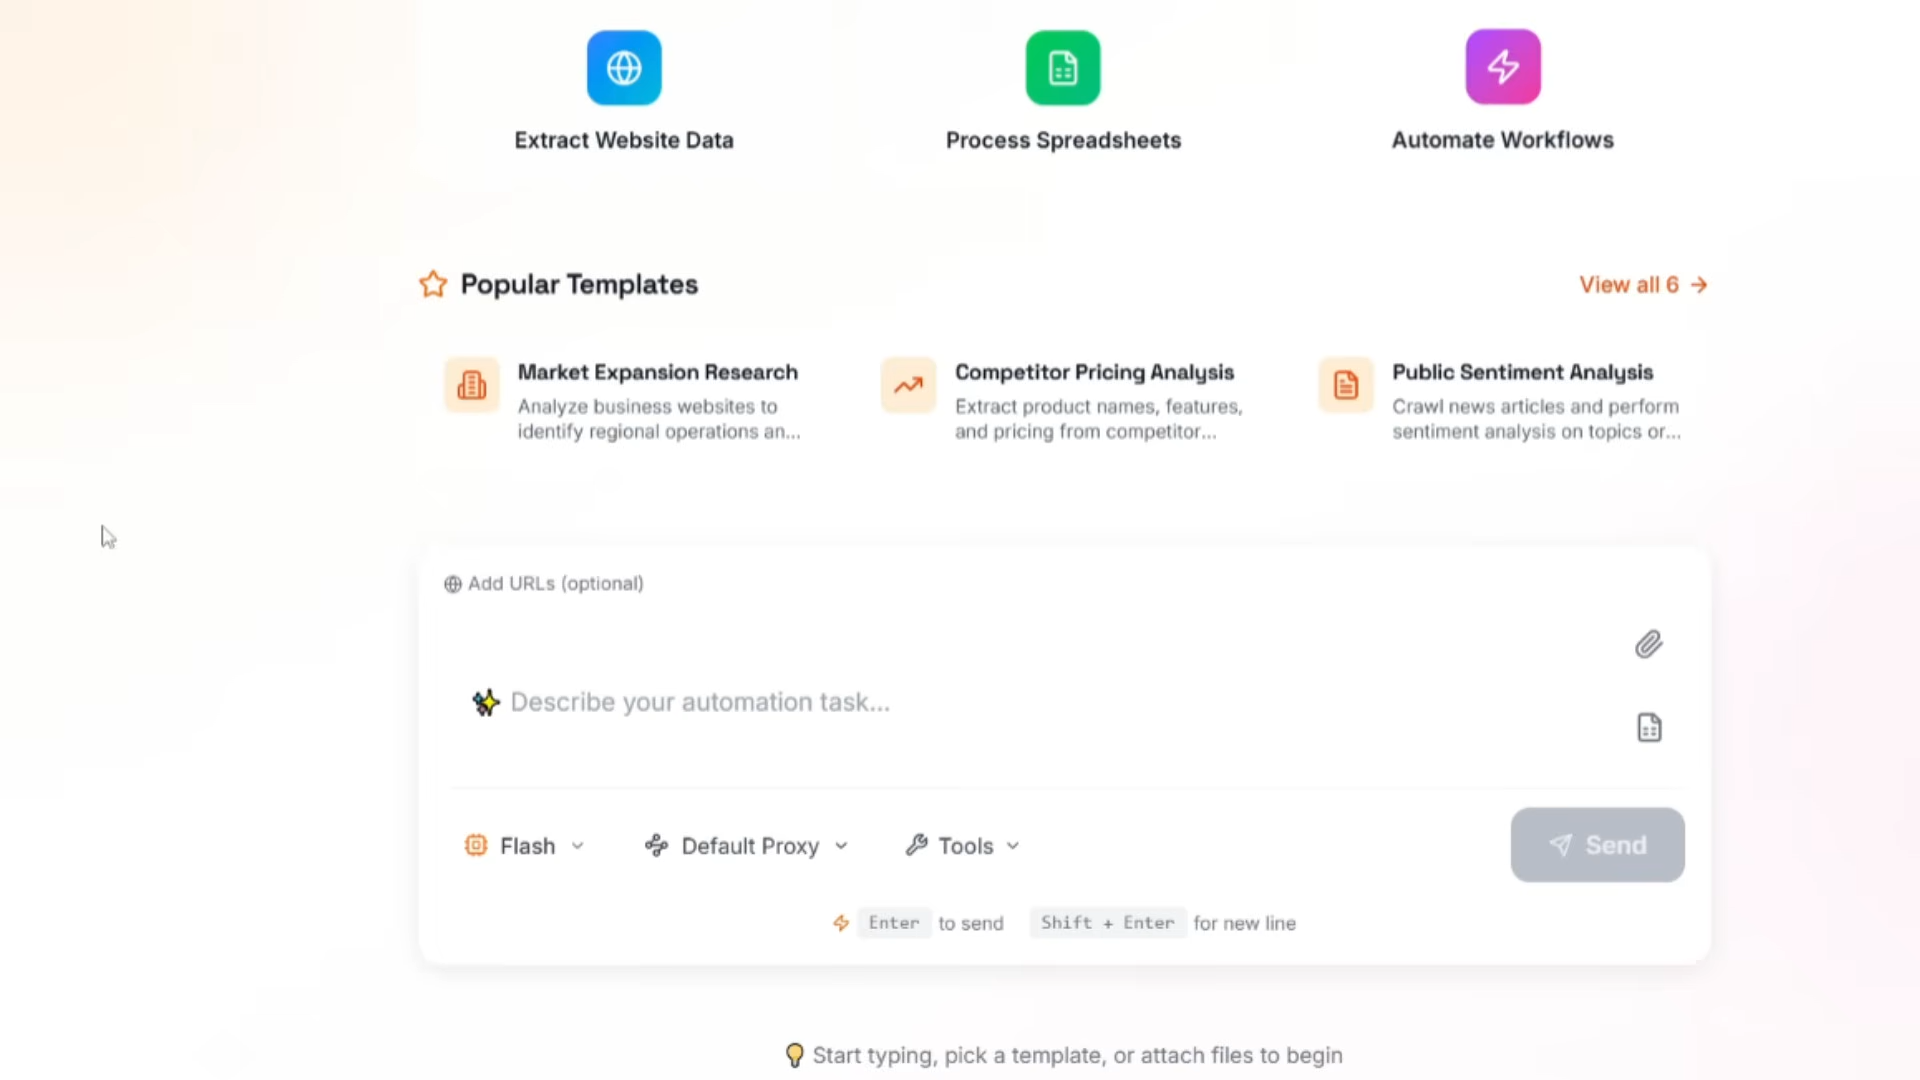 Extract Website Data
Process Spreadsheets
Automate Workflows
Popular Templates
View all 6 →
Market Expansion Research
Analyze business websites to
identify regional operations an...
Competitor Pricing Analysis
Extract product names, features,
and pricing from competitor...
Public Sentiment Analysis
Crawl news articles and perform
sentiment analysis on topics or...
Add URLs (optional)
✨ Describe your automation task...
Flash
Default Proxy
Tools
Send
Enter to send Shift + Enter for new line
💡 Start typing, pick a template, or attach files to begin